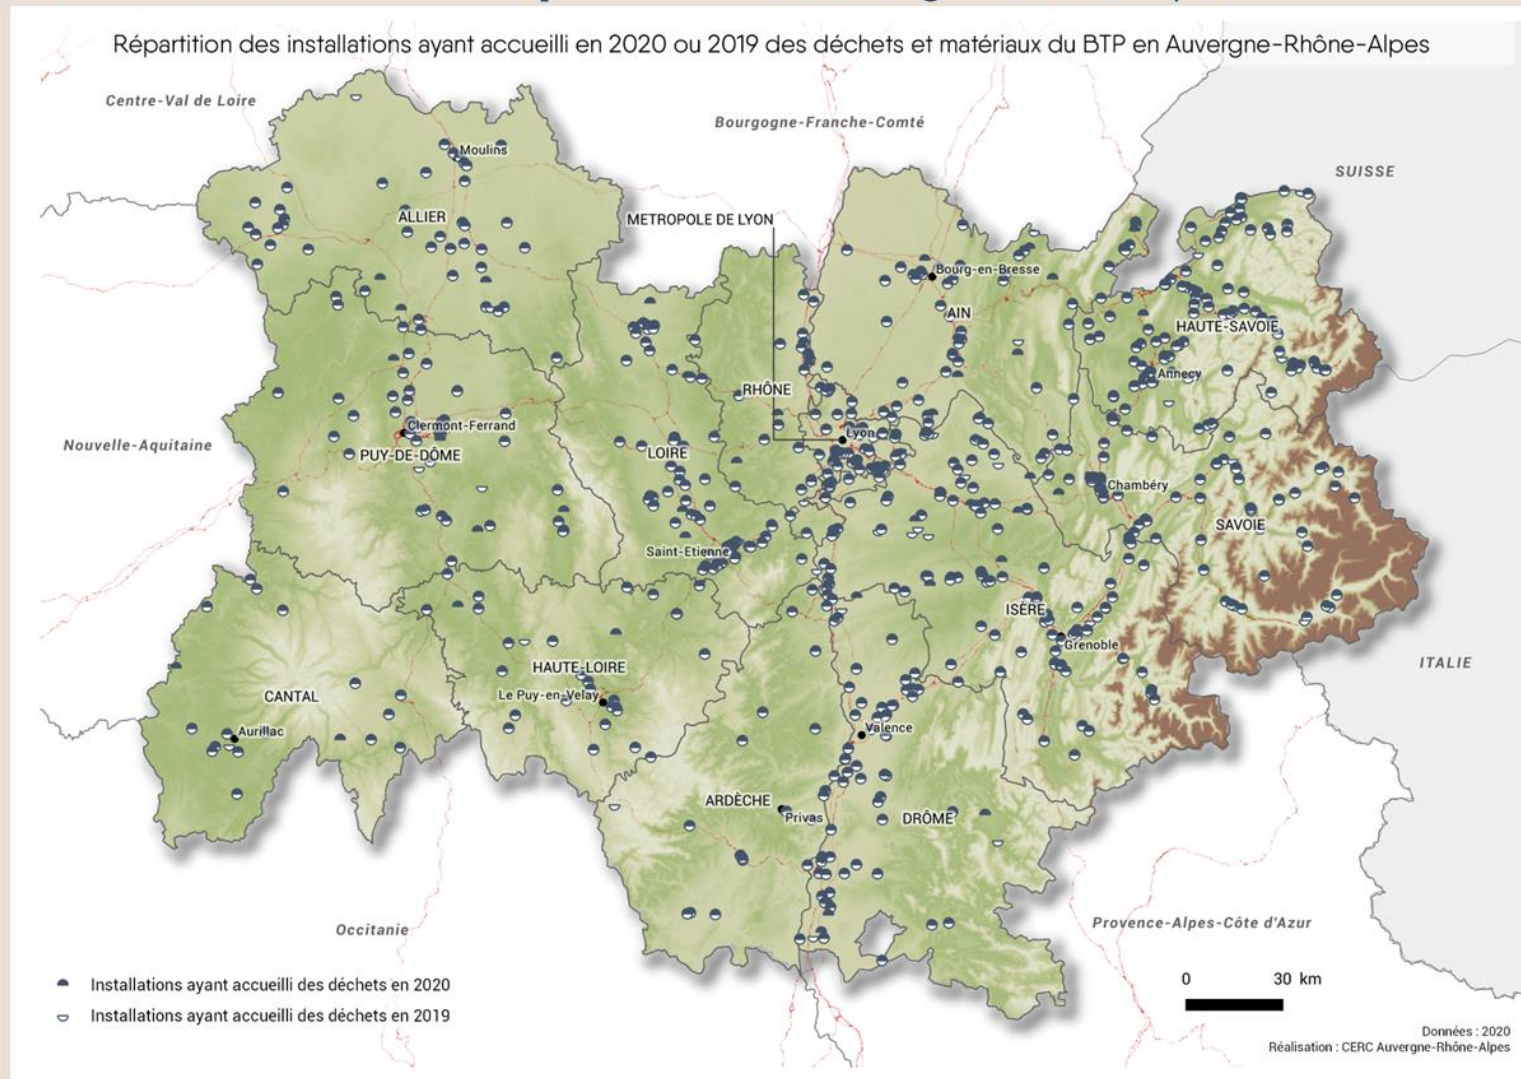 Répartition des installations ayant accueilli en 2020 ou 2019 des déchets et matériaux du BTP en Auvergne-Rhône-Alpes
Centre-Val de Loire
Bourgogne-Franche-Comté
SUISSE
Moulins
ALLIER
METROPOLE DE LYON
Bourg-en-Bresse
AIN
HAUTE-SAVOIE
Annecy
RHÔNE
Clermont-Ferrand
Lyon
Nouvelle-Aquitaine
PUY-DE-DÔME
LOIRE
Chambéry
SAVOIE
Saint-Etienne
ISÈRE
Grenoble
ITALIE
HAUTE-LOIRE
CANTAL
Le Puy-en-Velay
Aurillac
Valence
ARDÈCHE
Privas
DRÔME
Occitanie
Provence-Alpes-Côte d'Azur
0 30 km
Installations ayant accueilli des déchets en 2020
Installations ayant accueilli des déchets en 2019
Données : 2020
Réalisation : CERC Auvergne-Rhône-Alpes